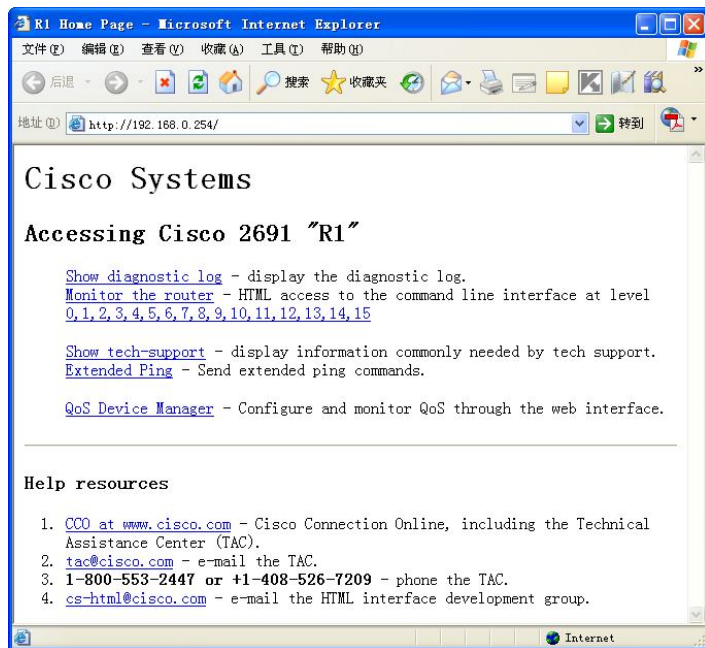 R1 Home Page - Microsoft Internet Explorer
文件(F) 编辑(E) 查看(V) 收藏(A) 工具(T) 帮助(H)
后退 搜索 收藏夹 »
地址(D) http://192.168.0.254/ 转到
Cisco Systems
Accessing Cisco 2691 "R1"
Show diagnostic log - display the diagnostic log.
Monitor the router - HTML access to the command line interface at level
0,1,2,3,4,5,6,7,8,9,10,11,12,13,14,15
Show tech-support - display information commonly needed by tech support.
Extended Ping - Send extended ping commands.
QoS Device Manager - Configure and monitor QoS through the web interface.
Help resources
1. CCO at www.cisco.com - Cisco Connection Online, including the Technical
Assistance Center (TAC).
2. tac@cisco.com - e-mail the TAC.
3. 1-800-553-2447 or +1-408-526-7209 - phone the TAC.
4. cs-html@cisco.com - e-mail the HTML interface development group.
Internet